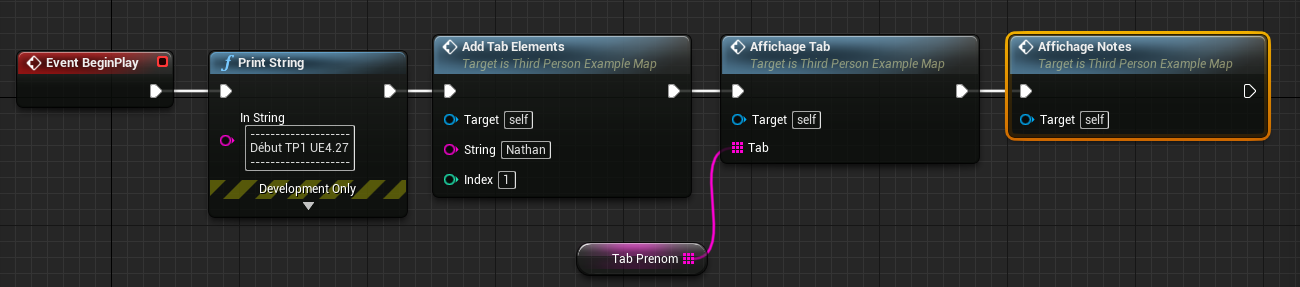 Event BeginPlay
f Print String
In String
--------------------
Début TP1 UE4.27
--------------------
Development Only
Add Tab Elements
Target is Third Person Example Map
Target self
String Nathan
Index 1
Affichage Tab
Target is Third Person Example Map
Target self
Tab
Tab Prenom
Affichage Notes
Target is Third Person Example Map
Target self